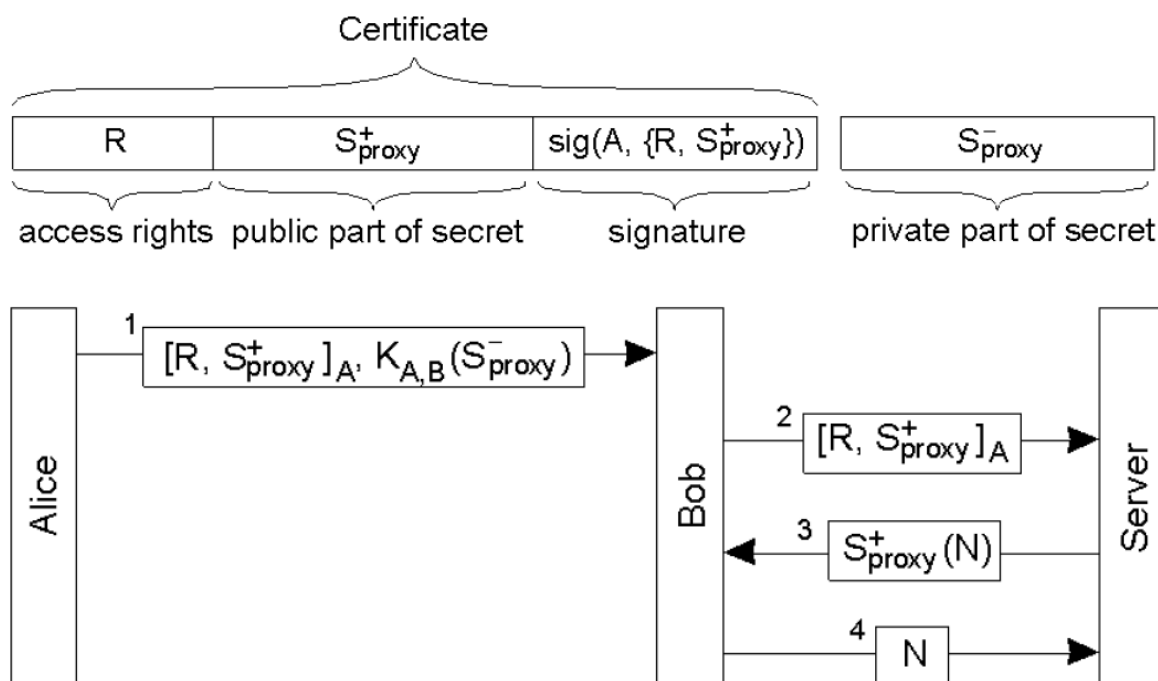 Certificate
R S⁺proxy sig(A, {R, S⁺proxy}) S⁻proxy
access rights public part of secret signature private part of secret
1
[R, S⁺proxy]A, KA,B(S⁻proxy)
2
[R, S⁺proxy]A
Alice
Bob
Server
3
S⁺proxy(N)
4
N